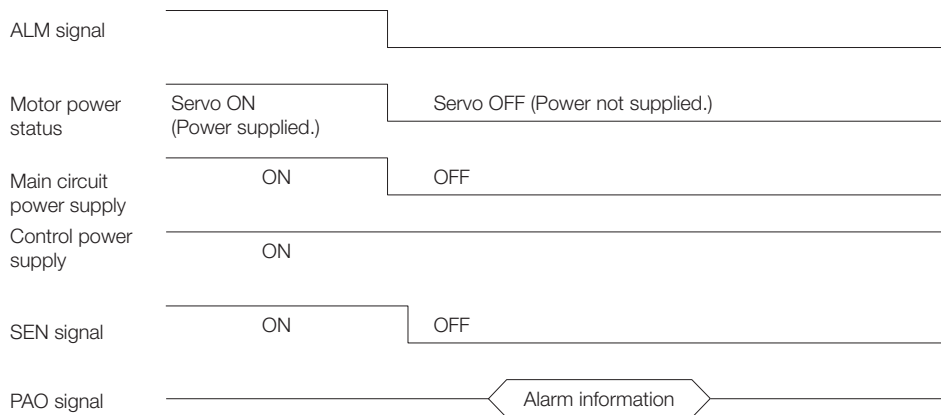 ALM signal
Motor power
status
Servo ON
(Power supplied.)
Servo OFF (Power not supplied.)
Main circuit
power supply
ON
OFF
Control power
supply
ON
SEN signal
ON
OFF
PAO signal
Alarm information